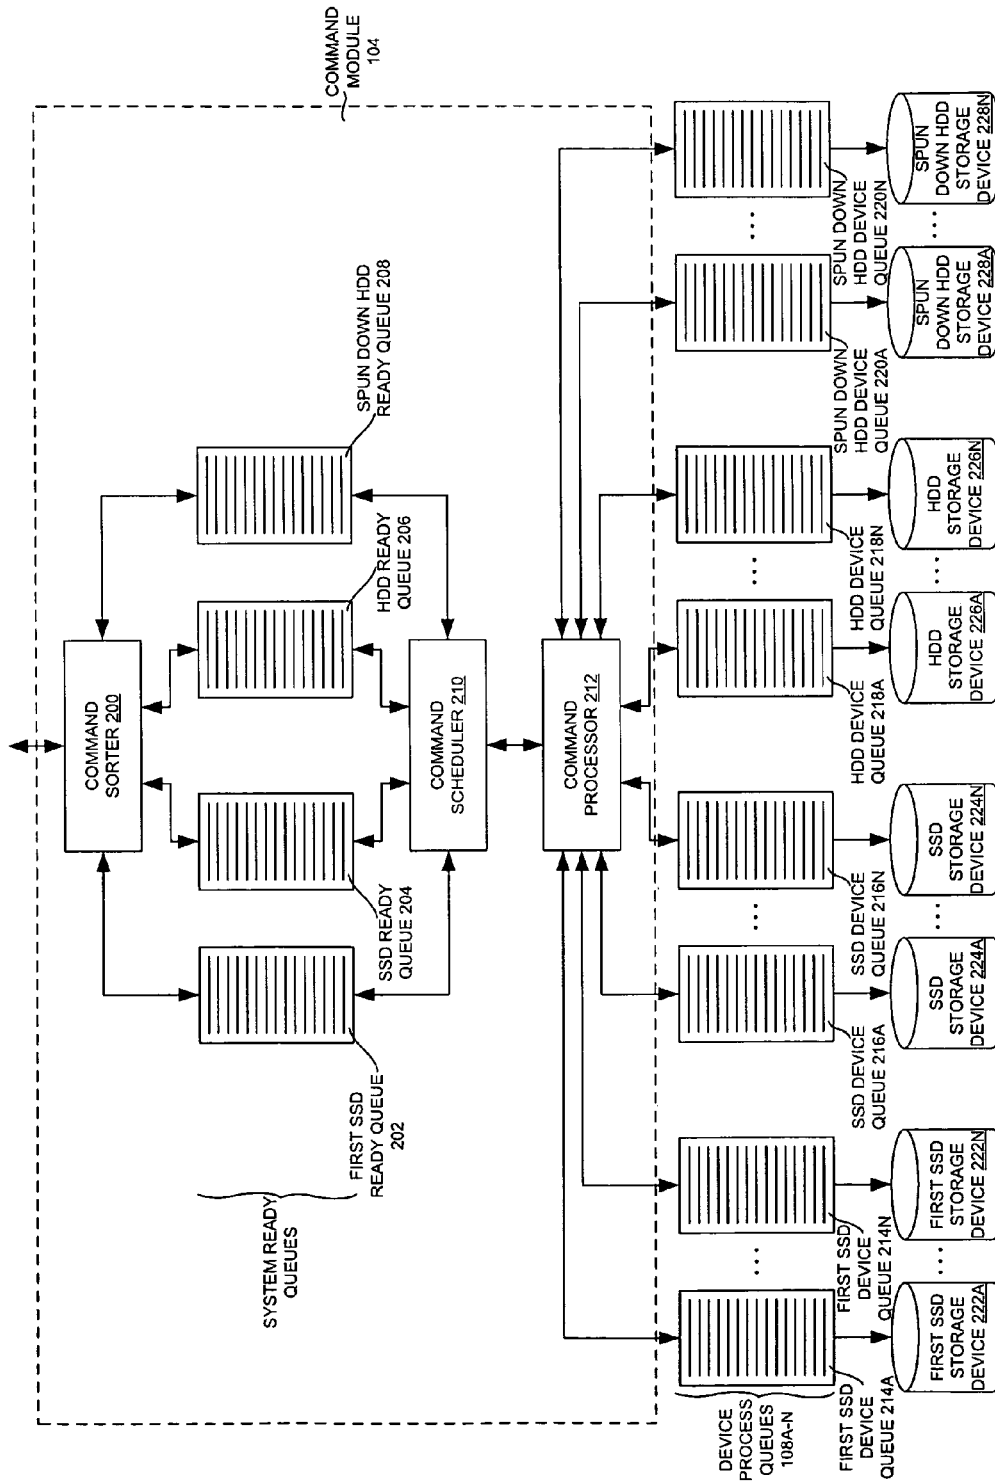 COMMAND
MODULE
104
COMMAND
SORTER 200
SYSTEM READY
QUEUES
FIRST SSD
READY QUEUE
202
SSD READY
QUEUE 204
HDD READY
QUEUE 206
SPUN DOWN HDD
READY QUEUE 208
COMMAND
SCHEDULER 210
COMMAND
PROCESSOR 212
DEVICE
PROCESS
QUEUES
108A-N
FIRST SSD
DEVICE
QUEUE 214A
...
FIRST SSD
DEVICE
QUEUE 214N
SSD DEVICE
QUEUE 216A
...
SSD DEVICE
QUEUE 216N
HDD DEVICE
QUEUE 218A
...
HDD DEVICE
QUEUE 218N
SPUN DOWN
HDD DEVICE
QUEUE 220A
...
SPUN DOWN
HDD DEVICE
QUEUE 220N
FIRST SSD
STORAGE
DEVICE 222A
...
FIRST SSD
STORAGE
DEVICE 222N
SSD
STORAGE
DEVICE 224A
...
SSD
STORAGE
DEVICE 224N
HDD
STORAGE
DEVICE 226A
...
HDD
STORAGE
DEVICE 226N
SPUN
DOWN HDD
STORAGE
DEVICE 228A
...
SPUN
DOWN HDD
STORAGE
DEVICE 228N